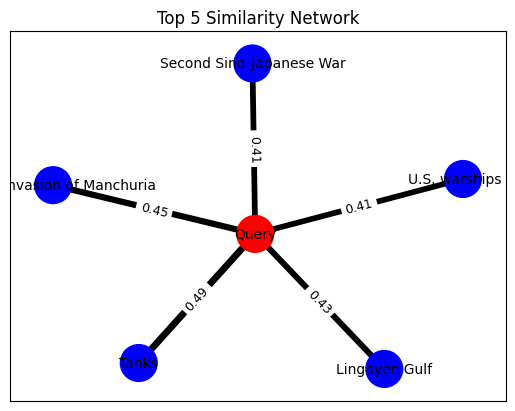 Top 5 Similarity Network
Second Sino-Japanese War
0.41
U.S. warships
0.41
nvasion of Manchuria
0.45
Query
0.49
0.43
Tanks
Lingayen Gulf